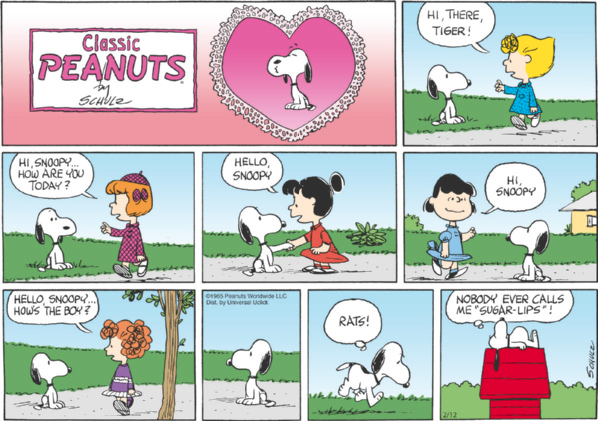 Classic
PEANUTS
by
SCHULZ
HI, THERE,
TIGER!
HI, SNOOPY...
HOW ARE YOU
TODAY?
HELLO,
SNOOPY
HI,
SNOOPY
HELLO, SNOOPY...
HOW'S THE BOY?
©1965 Peanuts Worldwide LLC
Dist. by Universal Uclick
RATS!
NOBODY EVER CALLS
ME "SUGAR-LIPS"!
SCHULZ
2/12